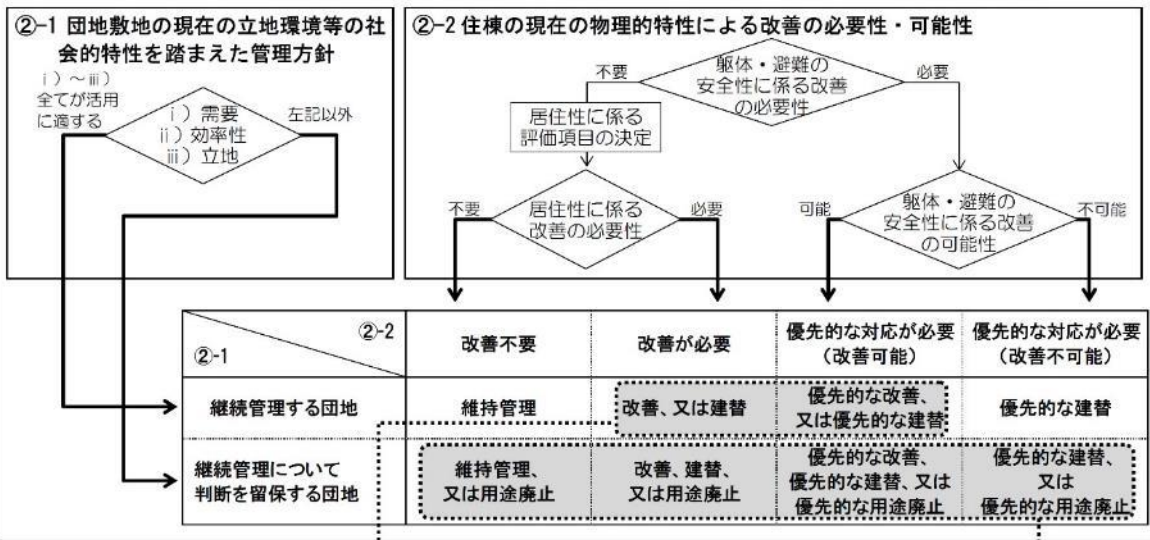 ②-1 団地敷地の現在の立地環境等の社
会的特性を踏まえた管理方針
ⅰ）～ⅲ）
全てが活用
に適する
ⅰ）需要
ⅱ）効率性
ⅲ）立地
左記以外
②-2 住棟の現在の物理的特性による改善の必要性・可能性
不要
躯体・避難の
安全性に係る改善
の必要性
必要
居住性に係る
評価項目の決定
不要
居住性に係る
改善の必要性
必要
可能
躯体・避難の
安全性に係る改善
の可能性
不可能
②-2
②-1
改善不要
改善が必要
優先的な対応が必要
（改善可能）
優先的な対応が必要
（改善不可能）
継続管理する団地
維持管理
改善、又は建替
優先的な改善、
又は優先的な建替
優先的な建替
継続管理について
判断を留保する団地
維持管理、
又は用途廃止
改善、建替、
又は用途廃止
優先的な改善、
優先的な建替、又は
優先的な用途廃止
優先的な建替、
又は
優先的な用途廃止